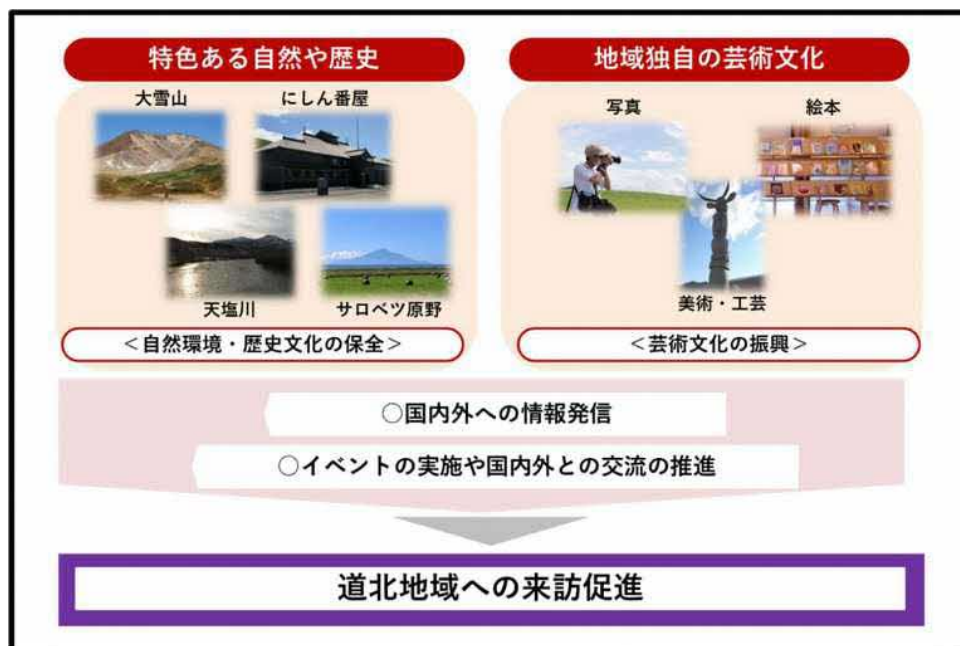 特色ある自然や歴史
大雪山
にしん番屋
天塩川
サロベツ原野
＜自然環境・歴史文化の保全＞
地域独自の芸術文化
写真
絵本
美術・工芸
＜芸術文化の振興＞
○国内外への情報発信
○イベントの実施や国内外との交流の推進
道北地域への来訪促進